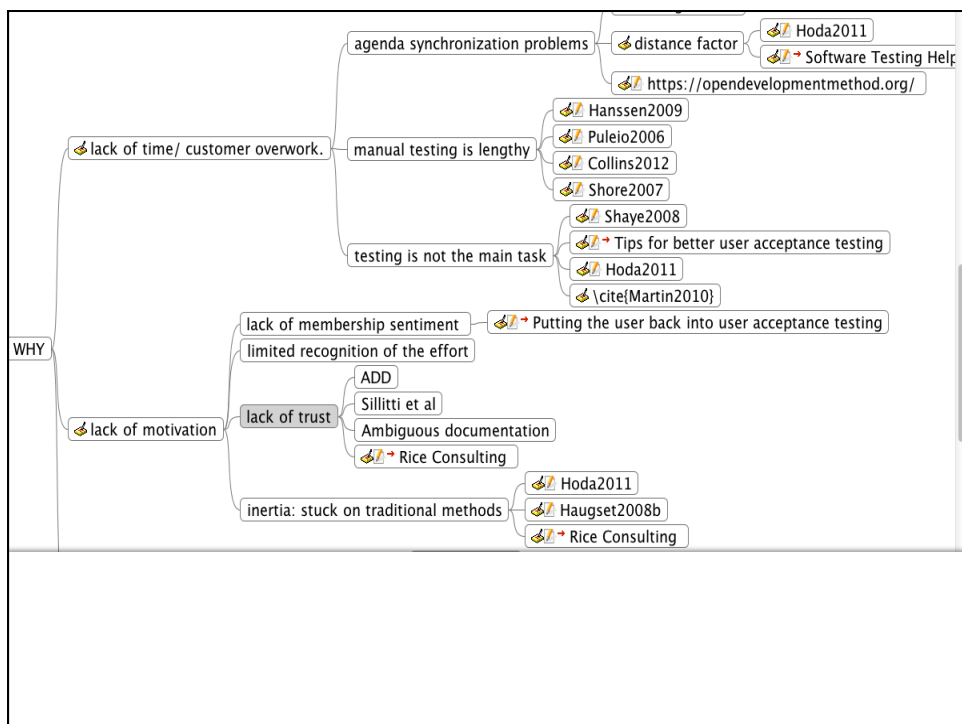 agenda synchronization problems
distance factor
Hoda2011
Software Testing Help
https://opendevelopmentmethod.org/
lack of time/ customer overwork.
manual testing is lengthy
Hanssen2009
Puleio2006
Collins2012
Shore2007
testing is not the main task
Shaye2008
Tips for better user acceptance testing
Hoda2011
\cite{Martin2010}
WHY
lack of motivation
lack of membership sentiment
Putting the user back into user acceptance testing
limited recognition of the effort
lack of trust
ADD
Sillitti et al
Ambiguous documentation
Rice Consulting
inertia: stuck on traditional methods
Hoda2011
Haugset2008b
Rice Consulting